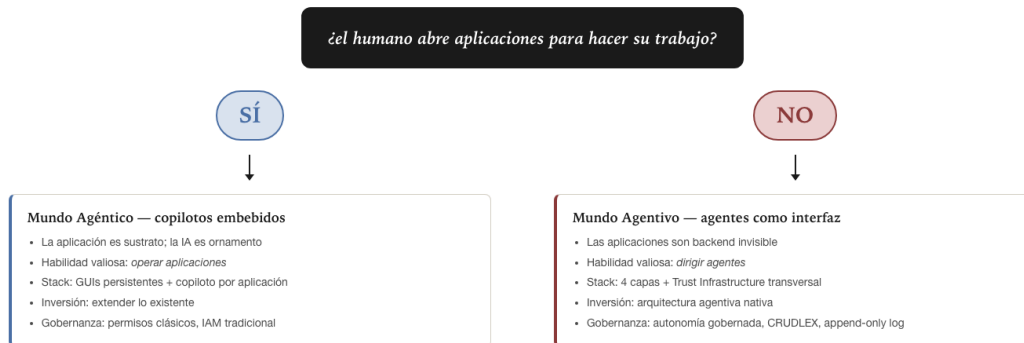 ¿el humano abre aplicaciones para hacer su trabajo?
SÍ
NO
Mundo Agéntico — copilotos embebidos
• La aplicación es sustrato; la IA es ornamento
• Habilidad valiosa: operar aplicaciones
• Stack: GUIs persistentes + copiloto por aplicación
• Inversión: extender lo existente
• Gobernanza: permisos clásicos, IAM tradicional
Mundo Agentivo — agentes como interfaz
• Las aplicaciones son backend invisible
• Habilidad valiosa: dirigir agentes
• Stack: 4 capas + Trust Infrastructure transversal
• Inversión: arquitectura agentiva nativa
• Gobernanza: autonomía gobernada, CRUDLEX, append-only log